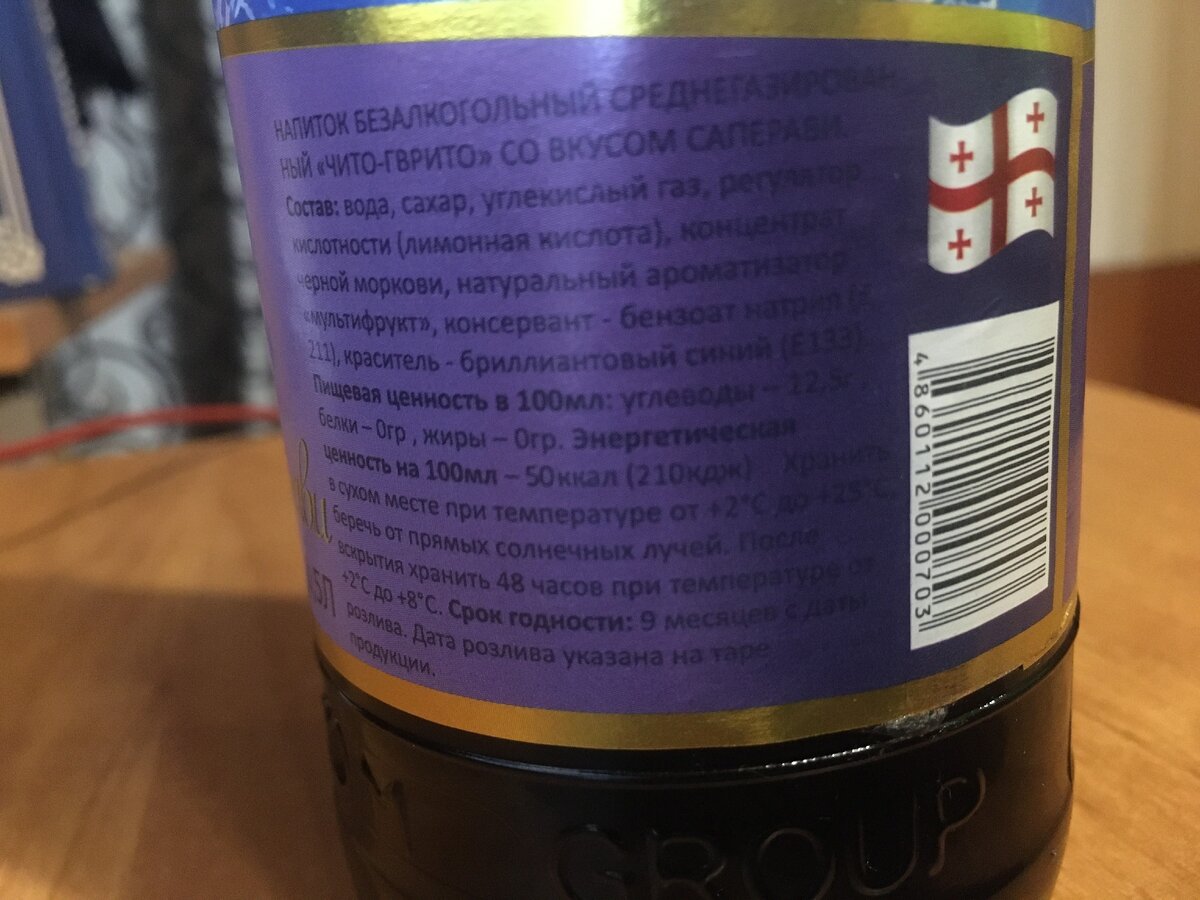 НАПИТОК БЕЗАЛКОГОЛЬНЫЙ СРЕДНЕГАЗИРОВАН-
НЫЙ «ЧИТО-ГВРИТО» СО ВКУСОМ САПЕРАВИ.
Состав: вода, сахар, углекислый газ, регулятор
кислотности (лимонная кислота), концентрат
черной моркови, натуральный ароматизатор
«мультифрукт», консервант - бензоат натрия (Е
211), краситель - бриллиантовый синий (Е133)
Пищевая ценность в 100мл: углеводы – 12,5г
белки – 0гр , жиры – 0гр. Энергетическая
ценность на 100мл – 50ккал (210кдж) Хранить
в сухом месте при температуре от +2°С до +25°С,
беречь от прямых солнечных лучей. После
вскрытия хранить 48 часов при температуре от
+2°С до +8°С. Срок годности: 9 месяцев с даты
розлива. Дата розлива указана на таре
продукции.
ви
5Л
4860112000703
GROUP